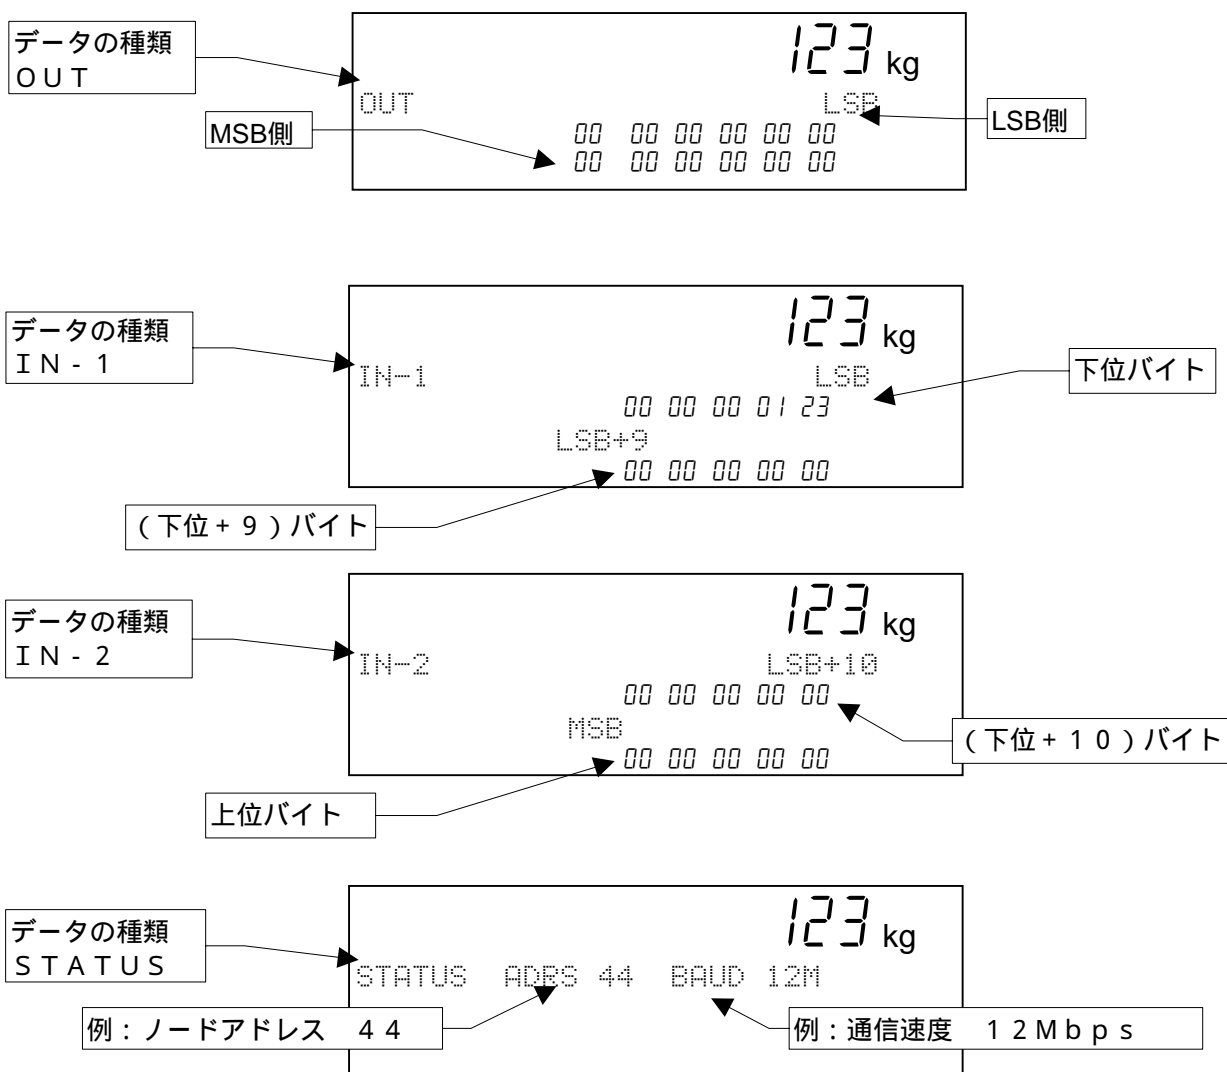 データの種類
OUT
123 kg
OUT LSB
MSB側
LSB側
00 00 00 00 00 00
00 00 00 00 00 00
データの種類
IN-1
123 kg
IN-1 LSB
下位バイト
00 00 00 01 23
LSB+9
00 00 00 00 00
(下位+9)バイト
データの種類
IN-2
123 kg
IN-2 LSB+10
00 00 00 00 00
(下位+10)バイト
MSB
00 00 00 00 00
上位バイト
データの種類
STATUS
123 kg
STATUS ADRS 44 BAUD 12M
例:ノードアドレス 44
例:通信速度 12Mbps